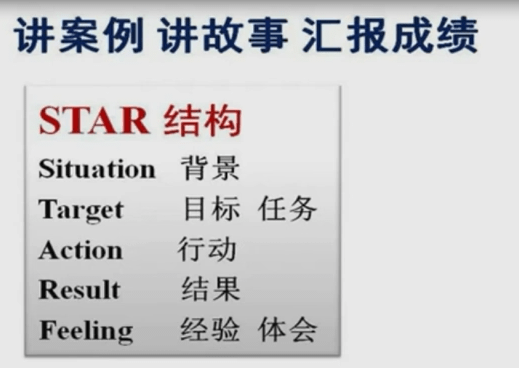 讲案例 讲故事 汇报成绩
STAR 结构
Situation 背景
Target 目标 任务
Action 行动
Result 结果
Feeling 经验 体会